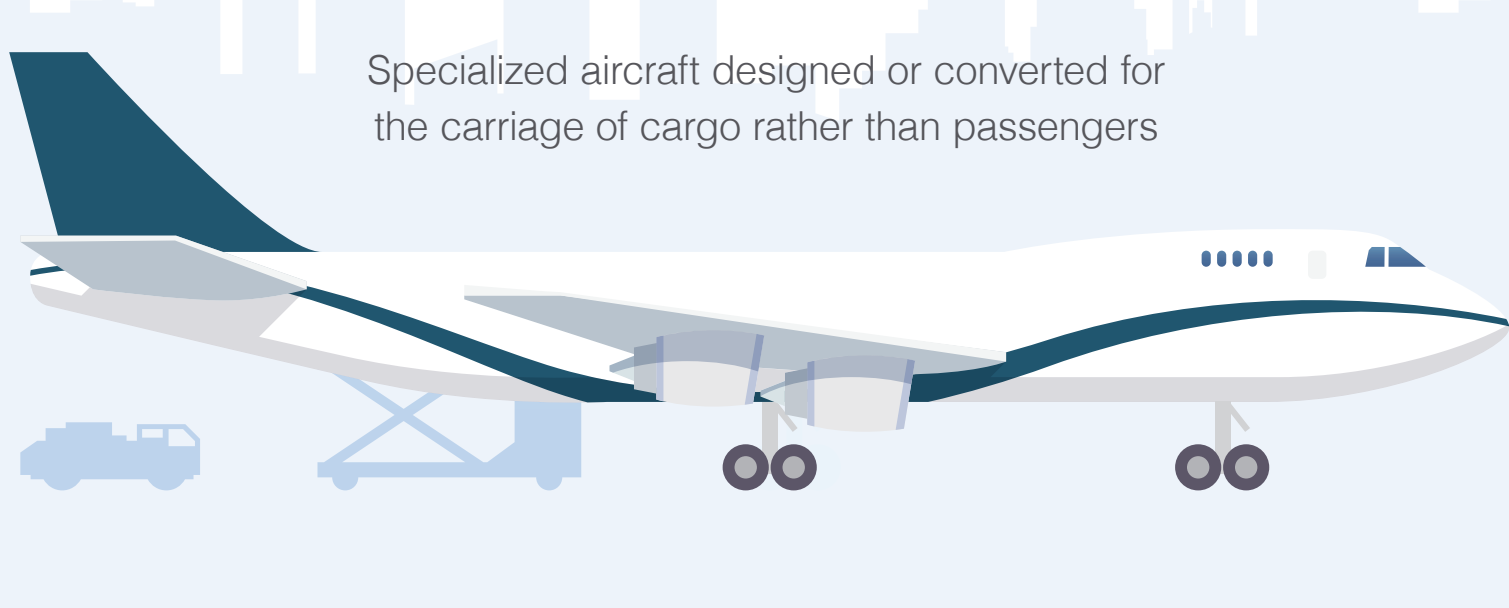 Specialized aircraft designed or converted for
the carriage of cargo rather than passengers